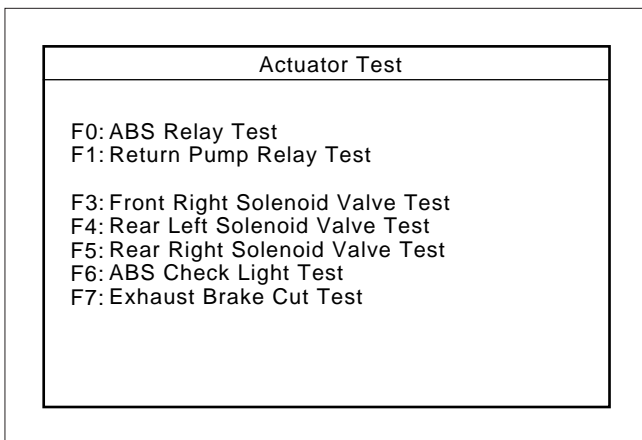 Actuator Test
F0: ABS Relay Test
F1: Return Pump Relay Test
F3: Front Right Solenoid Valve Test
F4: Rear Left Solenoid Valve Test
F5: Rear Right Solenoid Valve Test
F6: ABS Check Light Test
F7: Exhaust Brake Cut Test